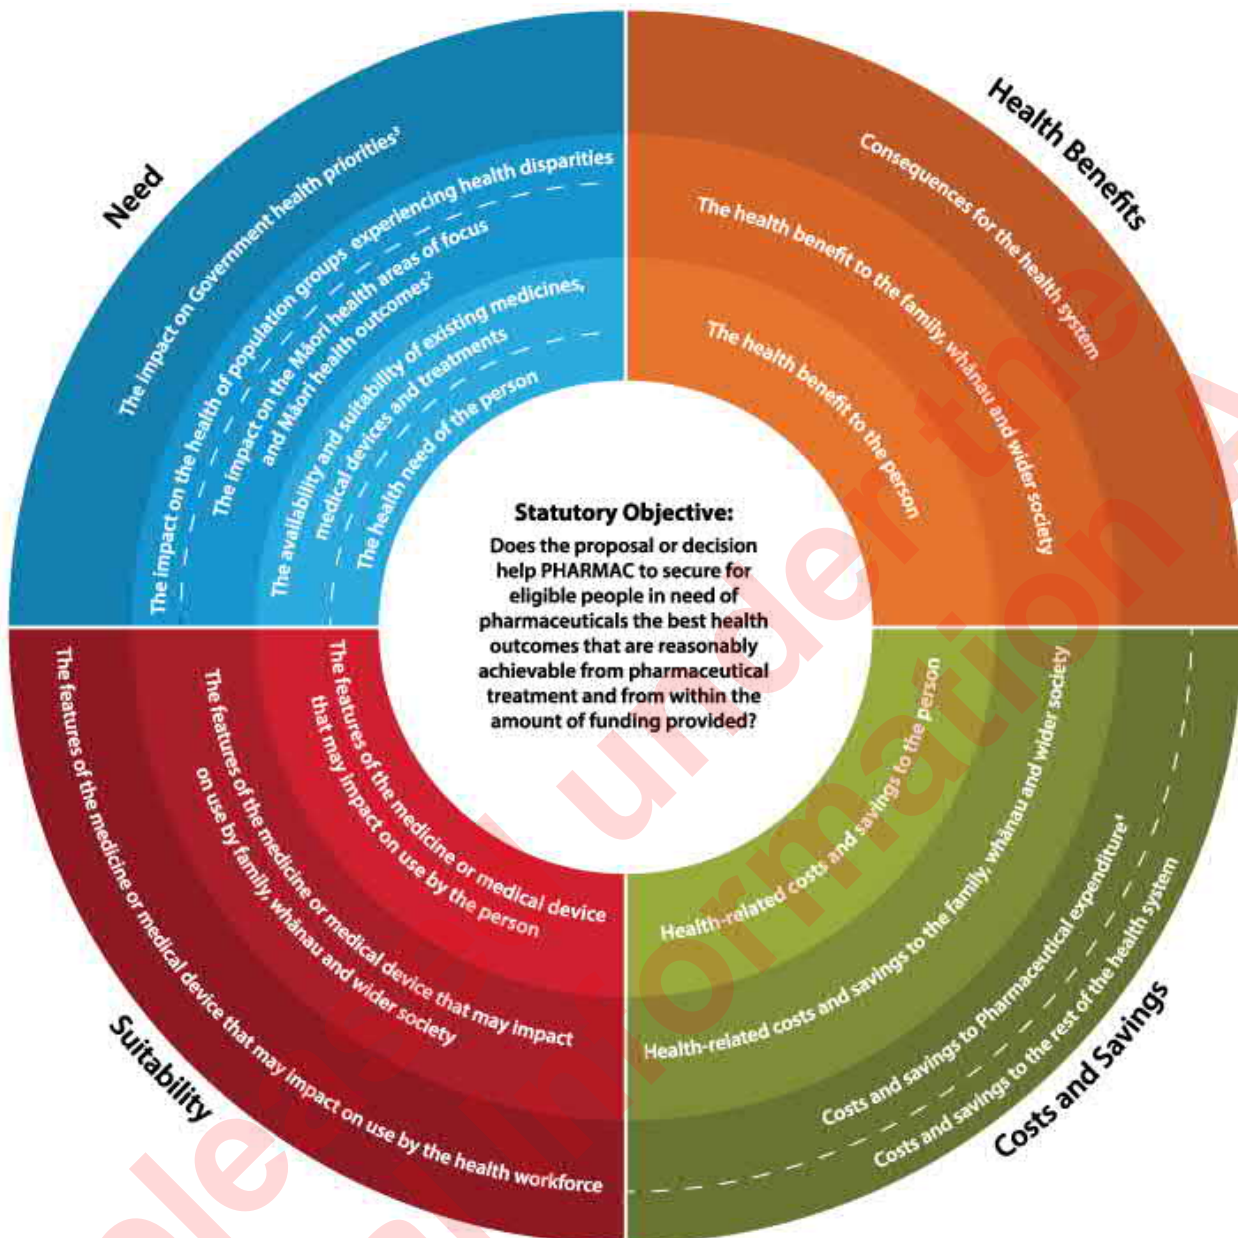 Need
The impact on Government health priorities³
The impact on the health of population groups experiencing health disparities
The impact on the Māori health areas of focus
and Māori health outcomes²
The availability and suitability of existing medicines,
medical devices and treatments
The health need of the person
Health Benefits
Consequences for the health system
The health benefit to the family, whānau and wider society
The health benefit to the person
Statutory Objective:
Does the proposal or decision
help PHARMAC to secure for
eligible people in need of
pharmaceuticals the best health
outcomes that are reasonably
achievable from pharmaceutical
treatment and from within the
amount of funding provided?
Suitability
The features of the medicine or medical device
that may impact on use by the person
The features of the medicine or medical device that may impact
on use by family, whānau and wider society
The features of the medicine or medical device that may impact on use by the health workforce
Costs and Savings
Health-related costs and savings to the person
Health-related costs and savings to the family, whānau and wider society
Costs and savings to Pharmaceutical expenditure⁴
Costs and savings to the rest of the health system
under the